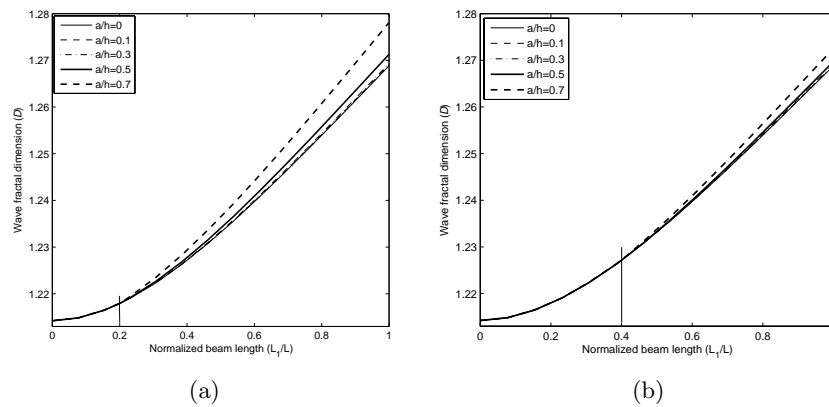 1.28
1.27
1.26
1.25
1.24
1.23
1.22
Wave fractal dimension (D)
a/h=0
a/h=0.1
a/h=0.3
a/h=0.5
a/h=0.7
0 0.2 0.4 0.6 0.8 1
Normalized beam length (L₁/L)
(a)
1.28
1.27
1.26
1.25
1.24
1.23
1.22
Wave fractal dimension (D)
a/h=0
a/h=0.1
a/h=0.3
a/h=0.5
a/h=0.7
0 0.2 0.4 0.6 0.8
Normalized beam length (L₁/L)
(b)